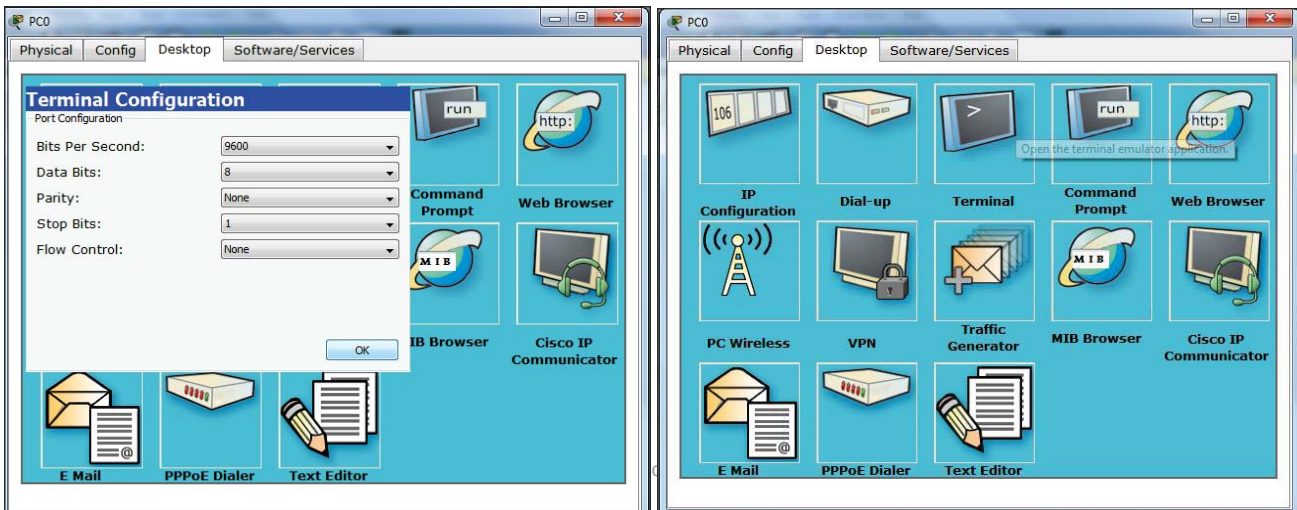 PC0
Physical Config Desktop Software/Services
Terminal Configuration
Port Configuration
Bits Per Second: 9600
Data Bits: 8
Parity: None
Stop Bits: 1
Flow Control: None
OK
run
http:
Command
Prompt
Web Browser
MIB
IB Browser
Cisco IP
Communicator
@
E Mail
PPPoE Dialer
Text Editor
PC0
Physical Config Desktop Software/Services
106
>
run
http:
Open the terminal emulator application.
IP
Configuration
Dial-up
Terminal
Command
Prompt
Web Browser
MIB
PC Wireless
VPN
Traffic
Generator
MIB Browser
Cisco IP
Communicator
@
E Mail
PPPoE Dialer
Text Editor